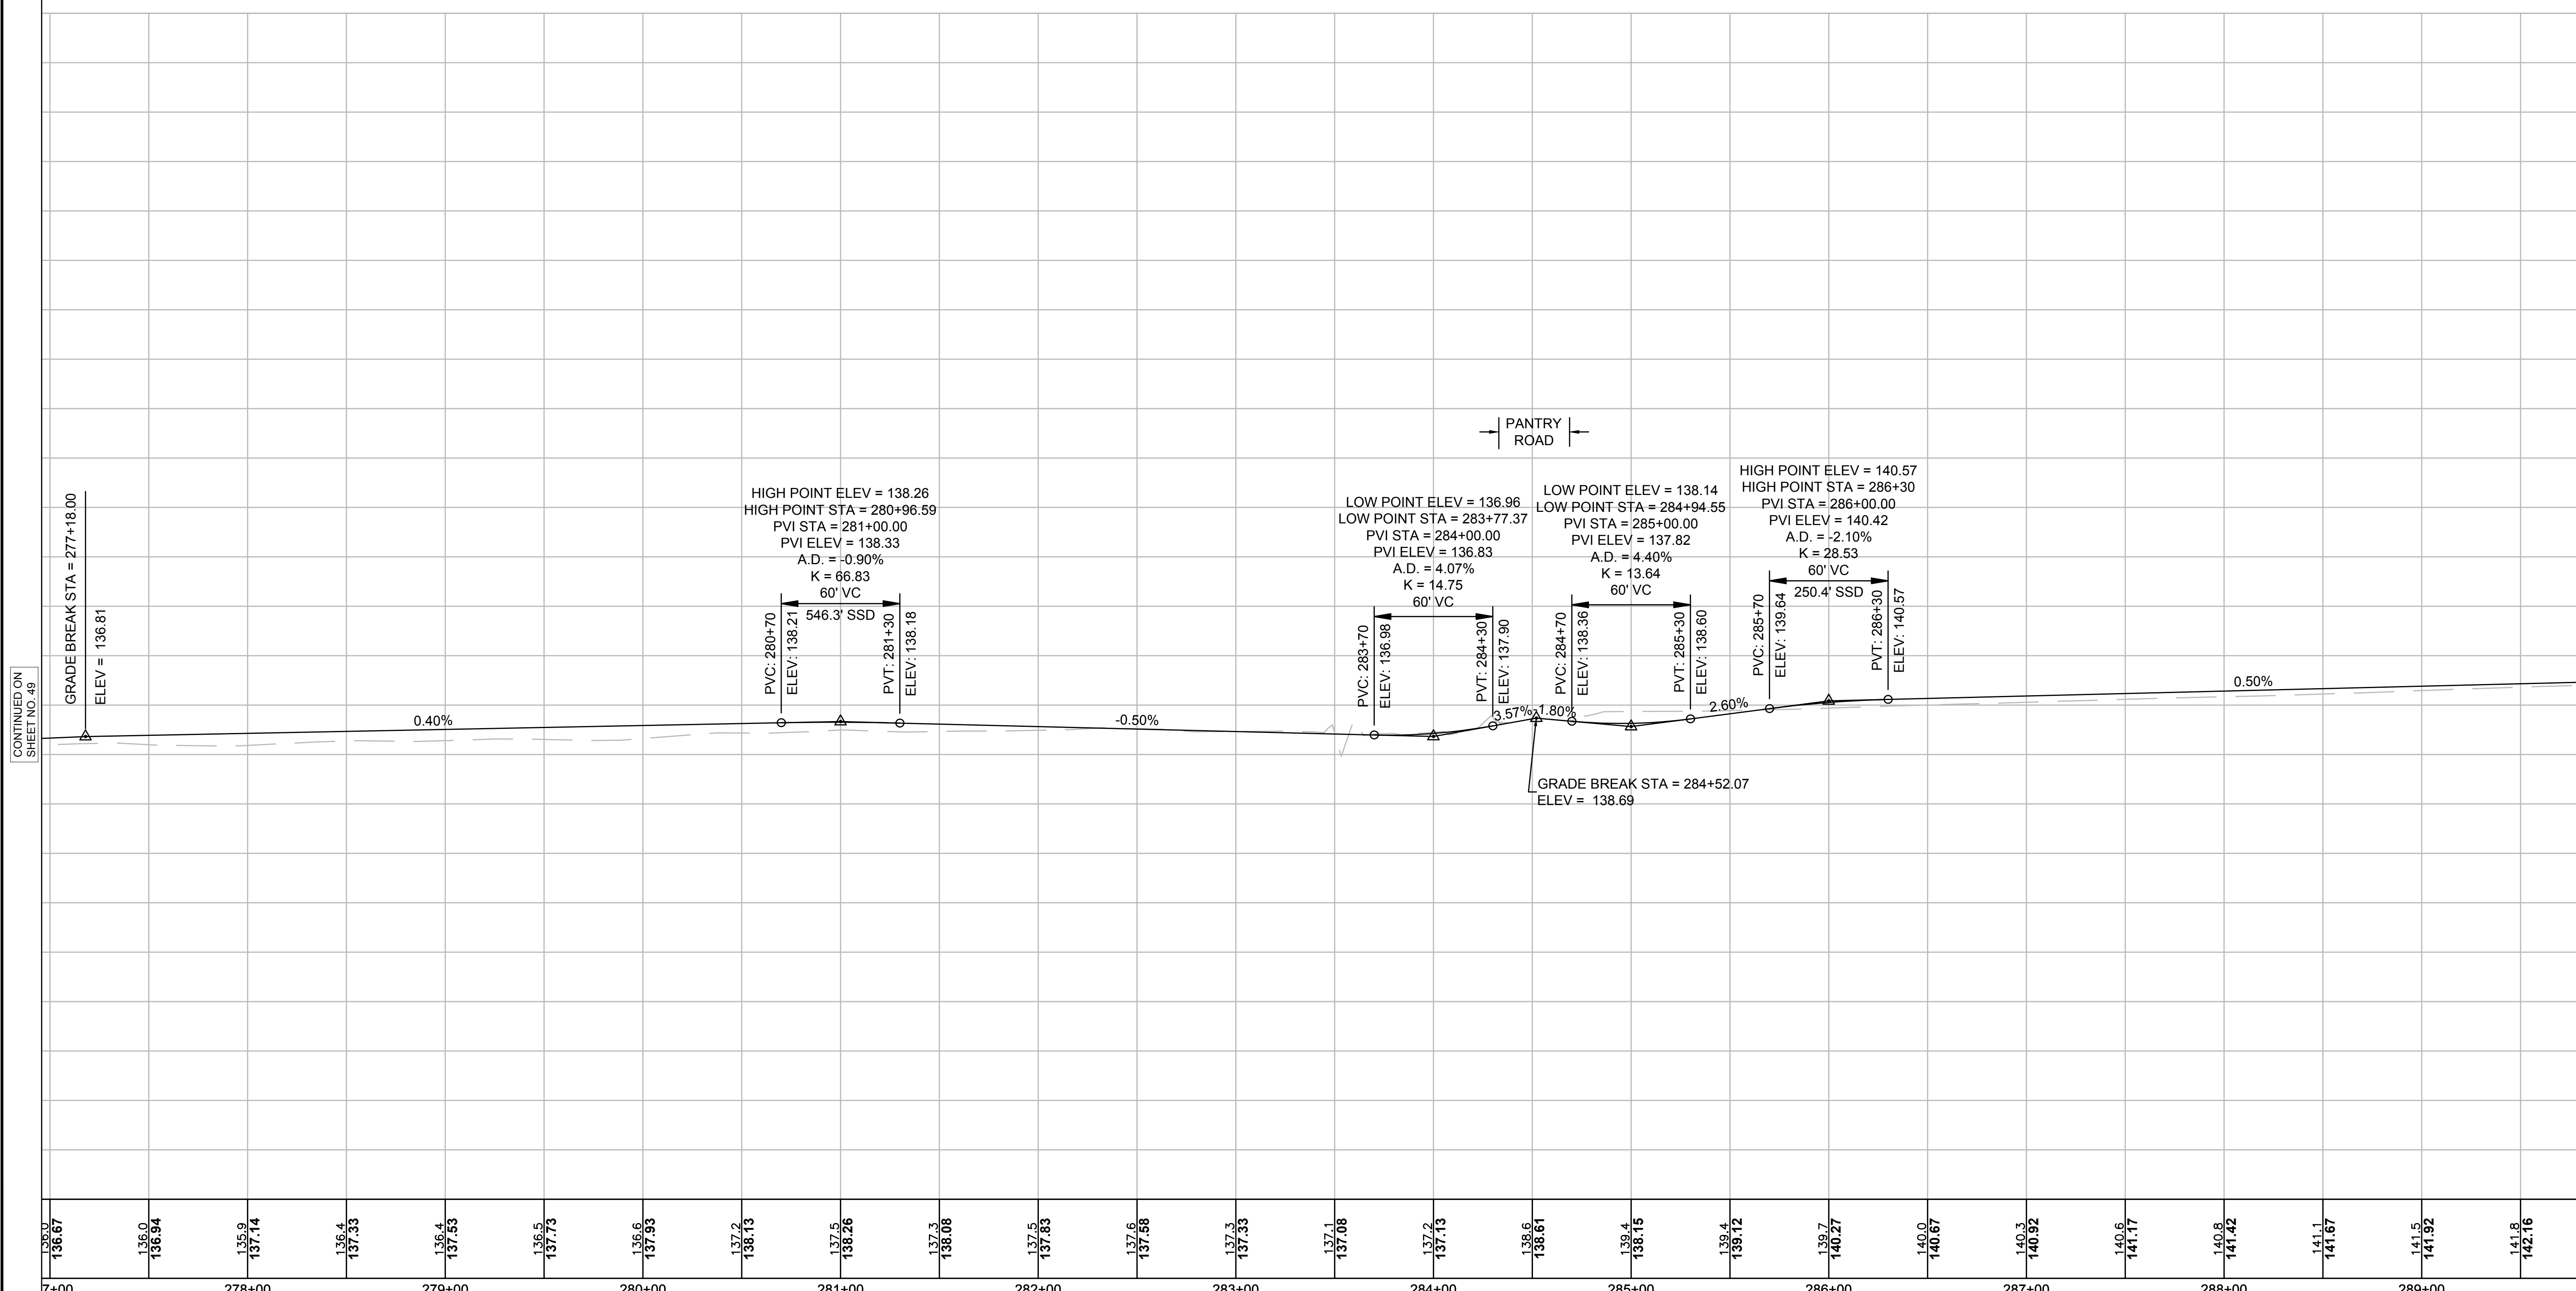 PANTRY
ROAD
GRADE BREAK STA = 277+18.00
ELEV = 136.81
HIGH POINT ELEV = 138.26
HIGH POINT STA = 280+96.59
PVI STA = 281+00.00
PVI ELEV = 138.33
A.D. = -0.90%
K = 66.83
60' VC
546.3' SSD
PVC: 280+70
ELEV: 138.21
PVT: 281+30
ELEV: 138.18
LOW POINT ELEV = 136.96
LOW POINT STA = 283+77.37
PVI STA = 284+00.00
PVI ELEV = 136.83
A.D. = 4.07%
K = 14.75
60' VC
PVC: 283+70
ELEV: 136.98
PVT: 284+30
ELEV: 137.90
LOW POINT ELEV = 138.14
LOW POINT STA = 284+94.55
PVI STA = 285+00.00
PVI ELEV = 137.82
A.D. = 4.40%
K = 13.64
60' VC
PVC: 284+70
ELEV: 138.36
PVT: 285+30
ELEV: 138.60
HIGH POINT ELEV = 140.57
HIGH POINT STA = 286+30
PVI STA = 286+00.00
PVI ELEV = 140.42
A.D. = -2.10%
K = 28.53
60' VC
250.4' SSD
PVC: 285+70
ELEV: 139.64
PVT: 286+30
ELEV: 140.57
CONTINUED ON
SHEET NO. 49
0.40%
-0.50%
3.57%
-1.80%
2.60%
0.50%
GRADE BREAK STA = 284+52.07
ELEV = 138.69
136.0
136.67
136.0
136.94
135.9
137.14
136.4
137.33
136.4
137.53
136.5
137.73
136.6
137.93
137.2
138.13
137.5
138.26
137.3
138.08
137.5
137.83
137.6
137.58
137.3
137.33
137.1
137.08
137.2
137.13
138.6
138.61
139.4
138.15
139.4
139.12
139.7
140.27
140.0
140.67
140.3
140.92
140.6
141.17
140.8
141.42
141.1
141.67
141.5
141.92
141.8
142.16
7+00
278+00
279+00
280+00
281+00
282+00
283+00
284+00
285+00
286+00
287+00
288+00
289+00